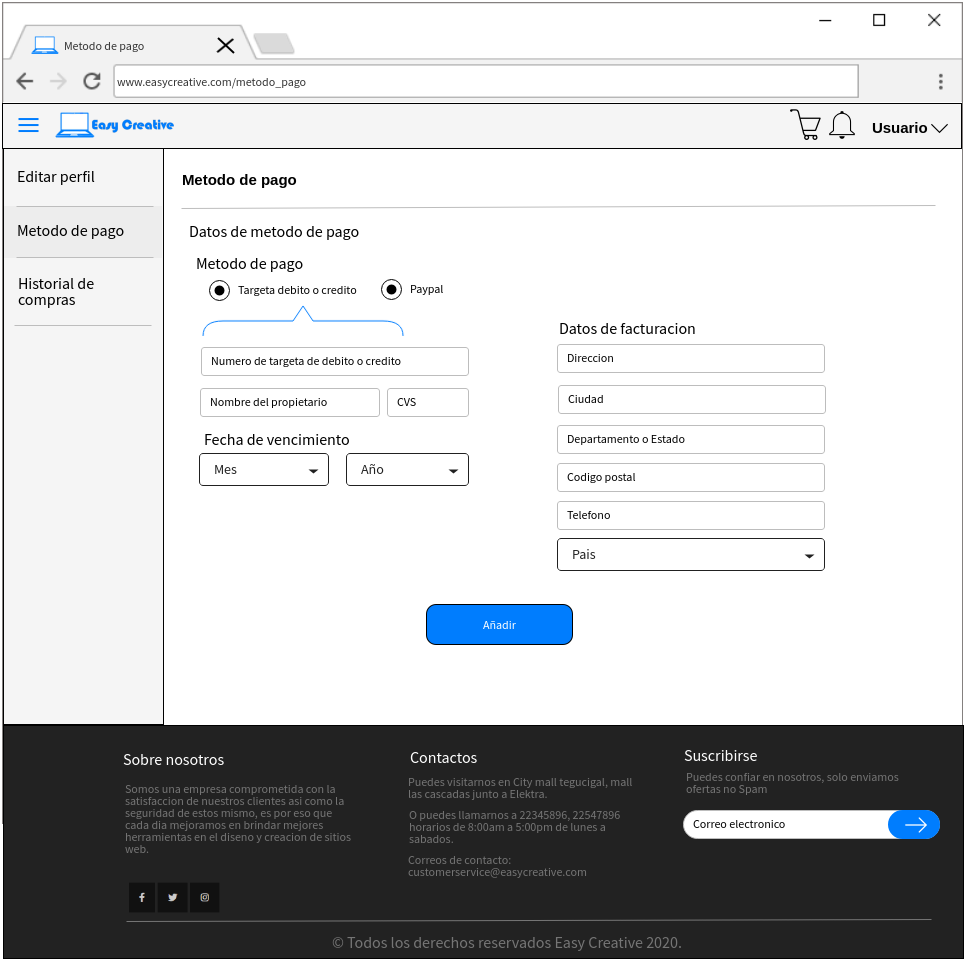 Metodo de pago
www.easycreative.com/metodo_pago
Easy Creative
Usuario
Editar perfil
Metodo de pago
Historial de
compras
Metodo de pago
Datos de metodo de pago
Metodo de pago
Targeta debito o credito
Paypal
Numero de targeta de debito o credito
Nombre del propietario
CVS
Fecha de vencimiento
Mes
Año
Datos de facturacion
Direccion
Ciudad
Departamento o Estado
Codigo postal
Telefono
Pais
Añadir
Sobre nosotros
Somos una empresa comprometida con la
satisfaccion de nuestros clientes asi como la
seguridad de estos mismo, es por eso que
cada dia mejoramos en brindar mejores
herramientas en el diseno y creacion de sitios
web.
Contactos
Puedes visitarnos en City mall tegucigal, mall
las cascadas junto a Elektra.
O puedes llamarnos a 22345896, 22547896
horarios de 8:00am a 5:00pm de lunes a
sabados.
Correos de contacto:
customerservice@easycreative.com
Suscribirse
Puedes confiar en nosotros, solo enviamos
ofertas no Spam
Correo electronico
© Todos los derechos reservados Easy Creative 2020.